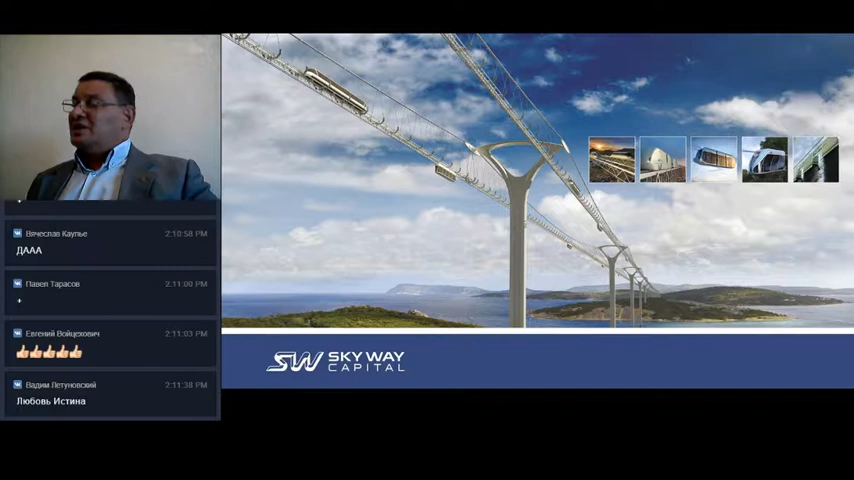 +
Вячеслав Каупье
2:10:58 PM
ДААА
Павел Тарасов
2:11:00 PM
+
Евгений Войцехович
2:11:03 PM
👍🏻👍🏻👍🏻👍🏻👍🏻
Вадим Летуновский
2:11:38 PM
Любовь Истина
SW SKY WAY
CAPITAL